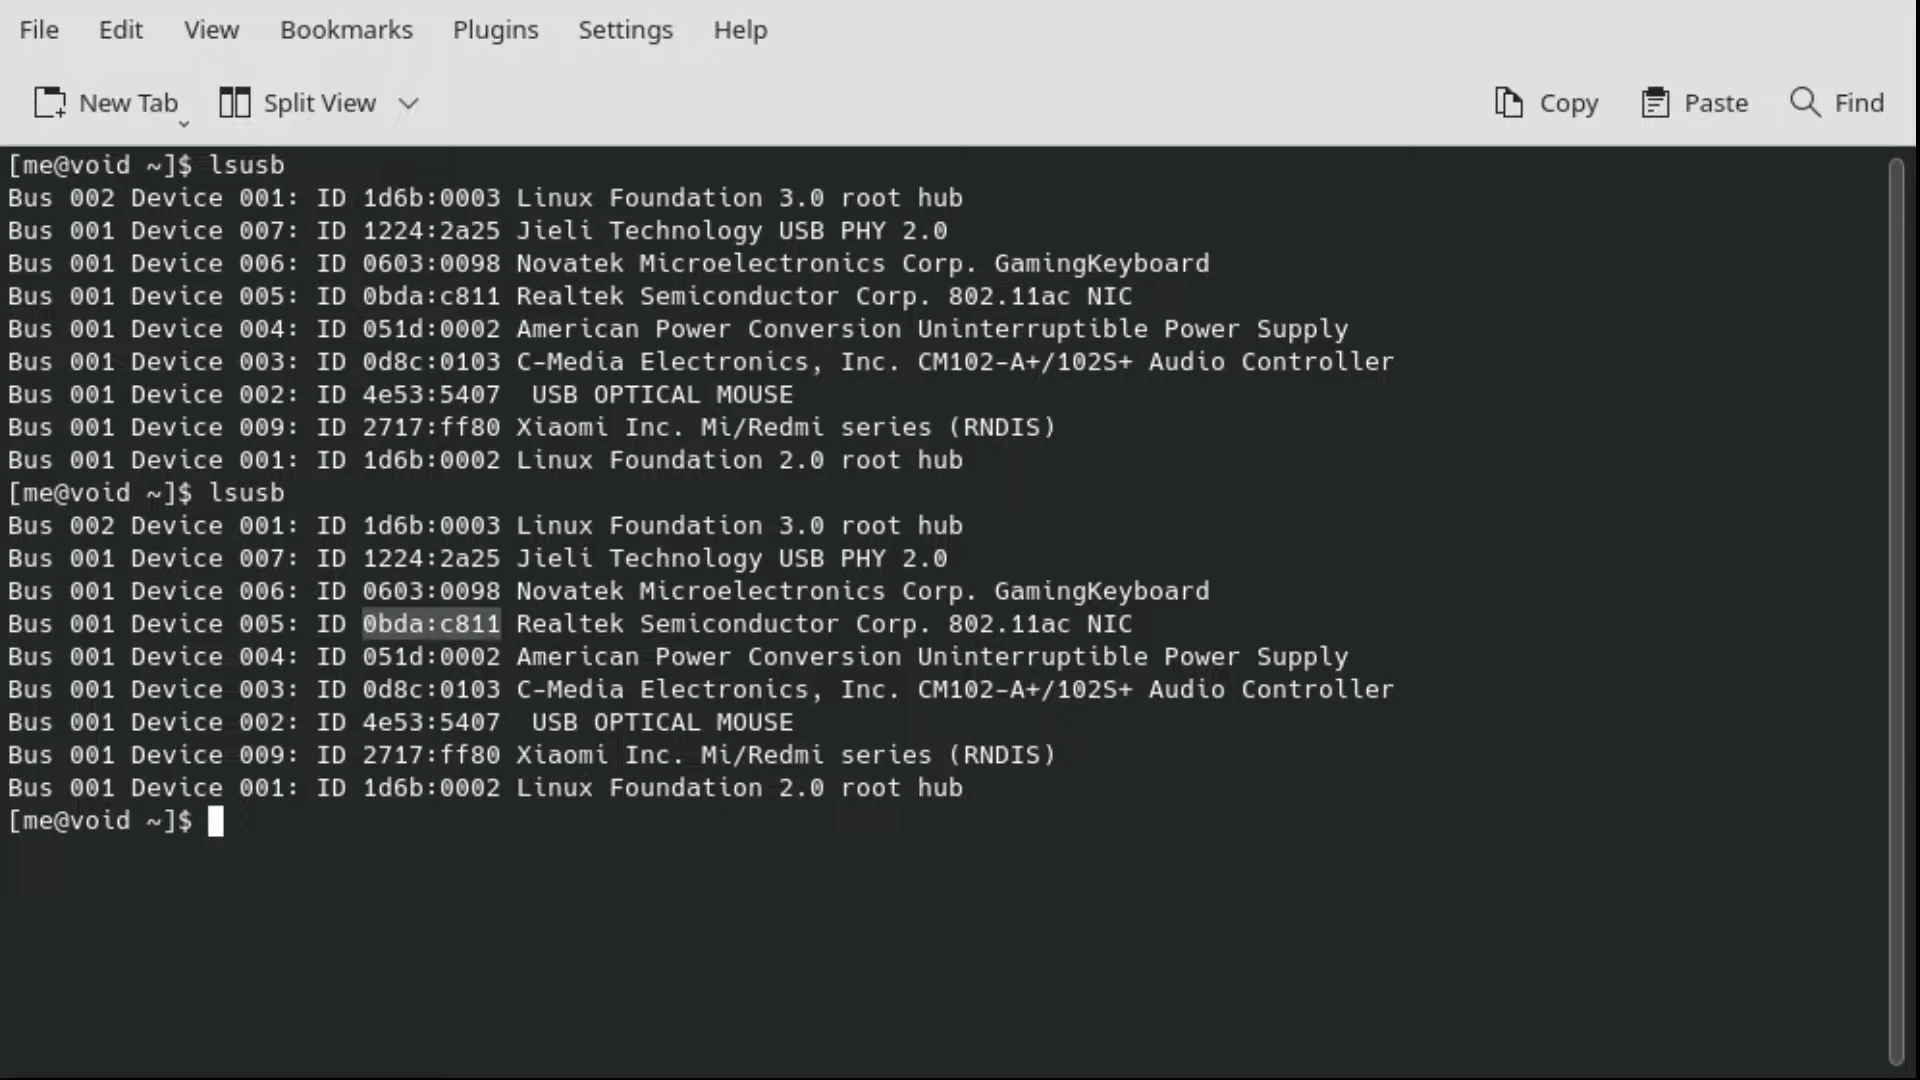 File Edit View Bookmarks Plugins Settings Help
New Tab Split View Copy Paste Find
[me@void ~]$ lsusb
Bus 002 Device 001: ID 1d6b:0003 Linux Foundation 3.0 root hub
Bus 001 Device 007: ID 1224:2a25 Jieli Technology USB PHY 2.0
Bus 001 Device 006: ID 0603:0098 Novatek Microelectronics Corp. GamingKeyboard
Bus 001 Device 005: ID 0bda:c811 Realtek Semiconductor Corp. 802.11ac NIC
Bus 001 Device 004: ID 051d:0002 American Power Conversion Uninterruptible Power Supply
Bus 001 Device 003: ID 0d8c:0103 C-Media Electronics, Inc. CM102-A+/102S+ Audio Controller
Bus 001 Device 002: ID 4e53:5407  USB OPTICAL MOUSE
Bus 001 Device 009: ID 2717:ff80 Xiaomi Inc. Mi/Redmi series (RNDIS)
Bus 001 Device 001: ID 1d6b:0002 Linux Foundation 2.0 root hub
[me@void ~]$ lsusb
Bus 002 Device 001: ID 1d6b:0003 Linux Foundation 3.0 root hub
Bus 001 Device 007: ID 1224:2a25 Jieli Technology USB PHY 2.0
Bus 001 Device 006: ID 0603:0098 Novatek Microelectronics Corp. GamingKeyboard
Bus 001 Device 005: ID 0bda:c811 Realtek Semiconductor Corp. 802.11ac NIC
Bus 001 Device 004: ID 051d:0002 American Power Conversion Uninterruptible Power Supply
Bus 001 Device 003: ID 0d8c:0103 C-Media Electronics, Inc. CM102-A+/102S+ Audio Controller
Bus 001 Device 002: ID 4e53:5407  USB OPTICAL MOUSE
Bus 001 Device 009: ID 2717:ff80 Xiaomi Inc. Mi/Redmi series (RNDIS)
Bus 001 Device 001: ID 1d6b:0002 Linux Foundation 2.0 root hub
[me@void ~]$